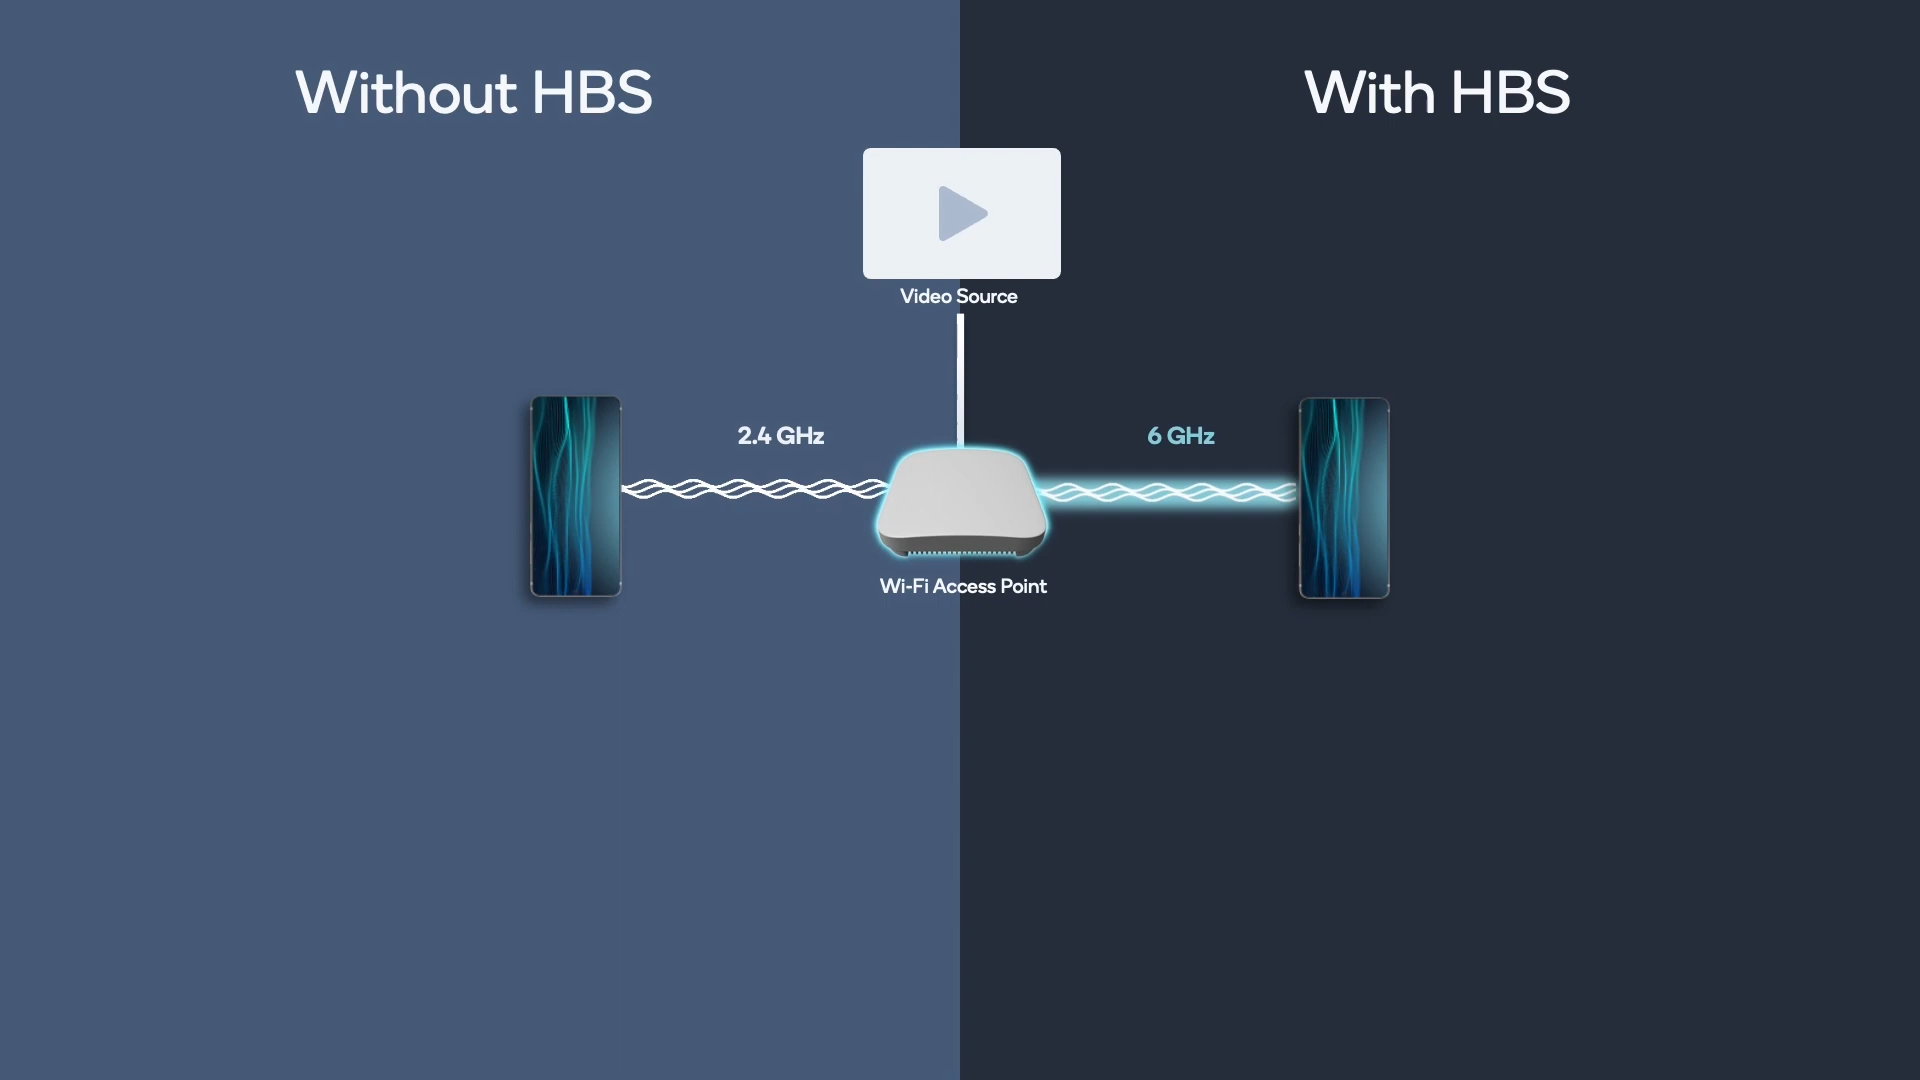 Without HBS
With HBS
Video Source
2.4 GHz
6 GHz
Wi-Fi Access Point